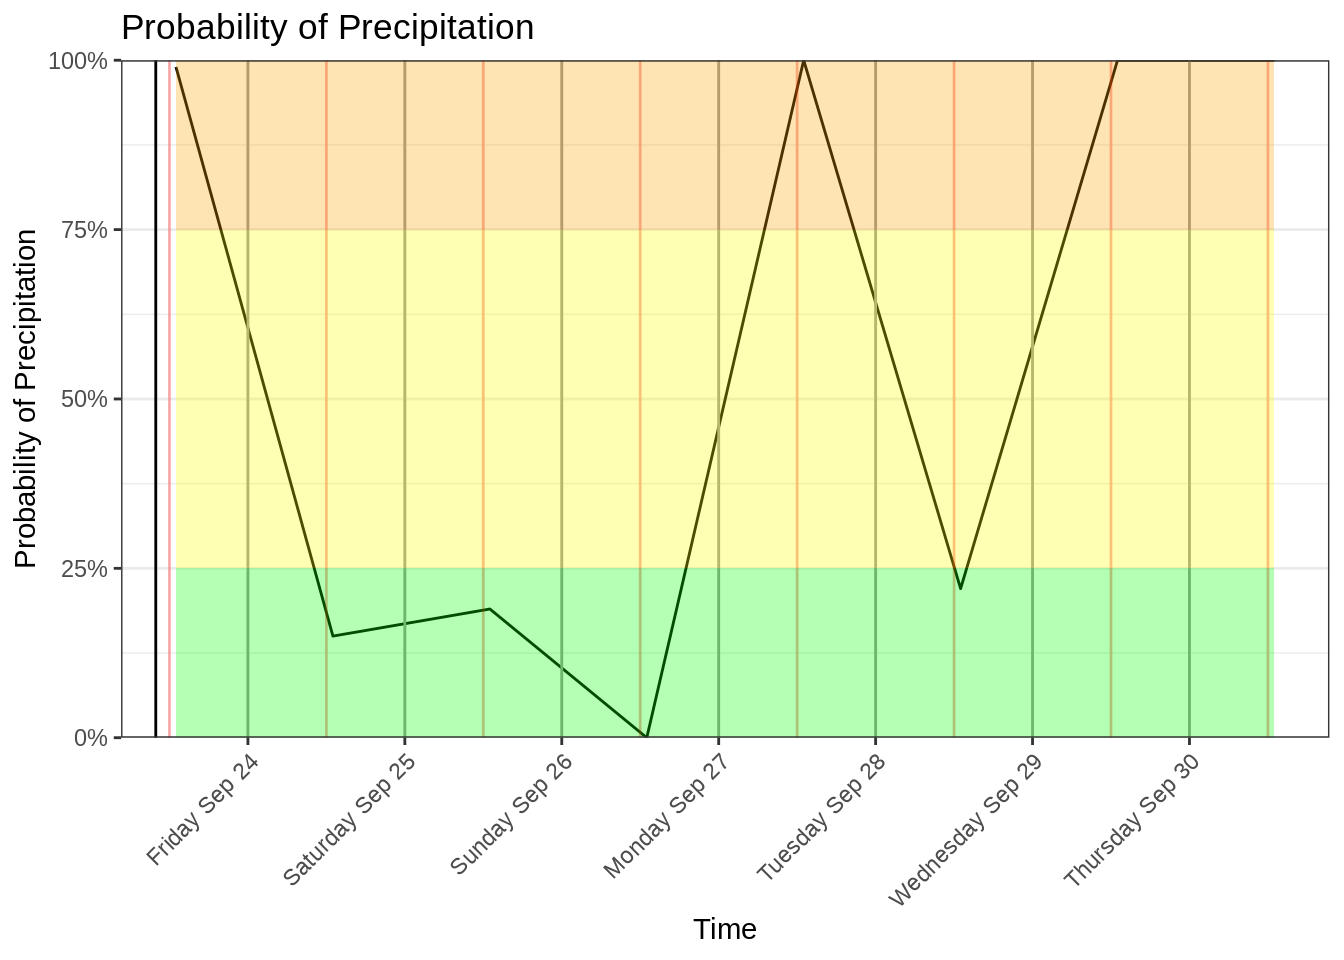 Probability of Precipitation
Probability of Precipitation
100%
75%
50%
25%
0%
Friday Sep 24
Saturday Sep 25
Sunday Sep 26
Monday Sep 27
Tuesday Sep 28
Wednesday Sep 29
Thursday Sep 30
Time